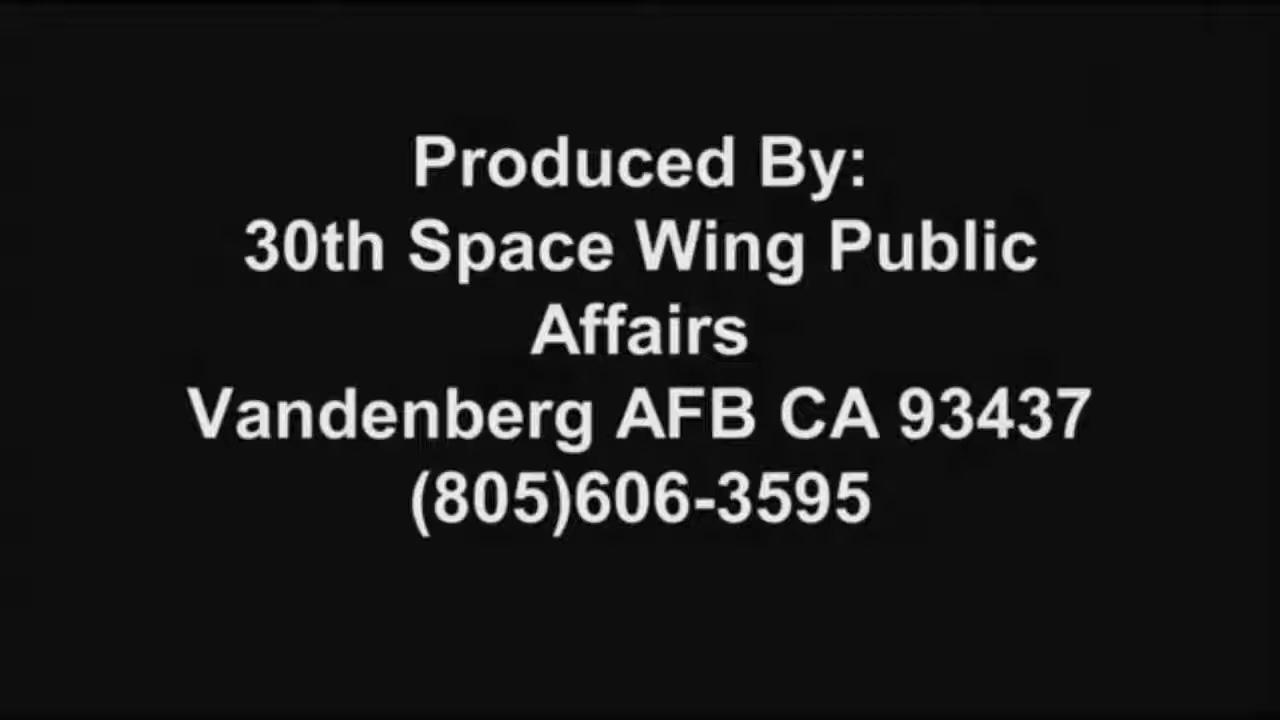 Produced By:
30th Space Wing Public
Affairs
Vandenberg AFB CA 93437
(805)606-3595